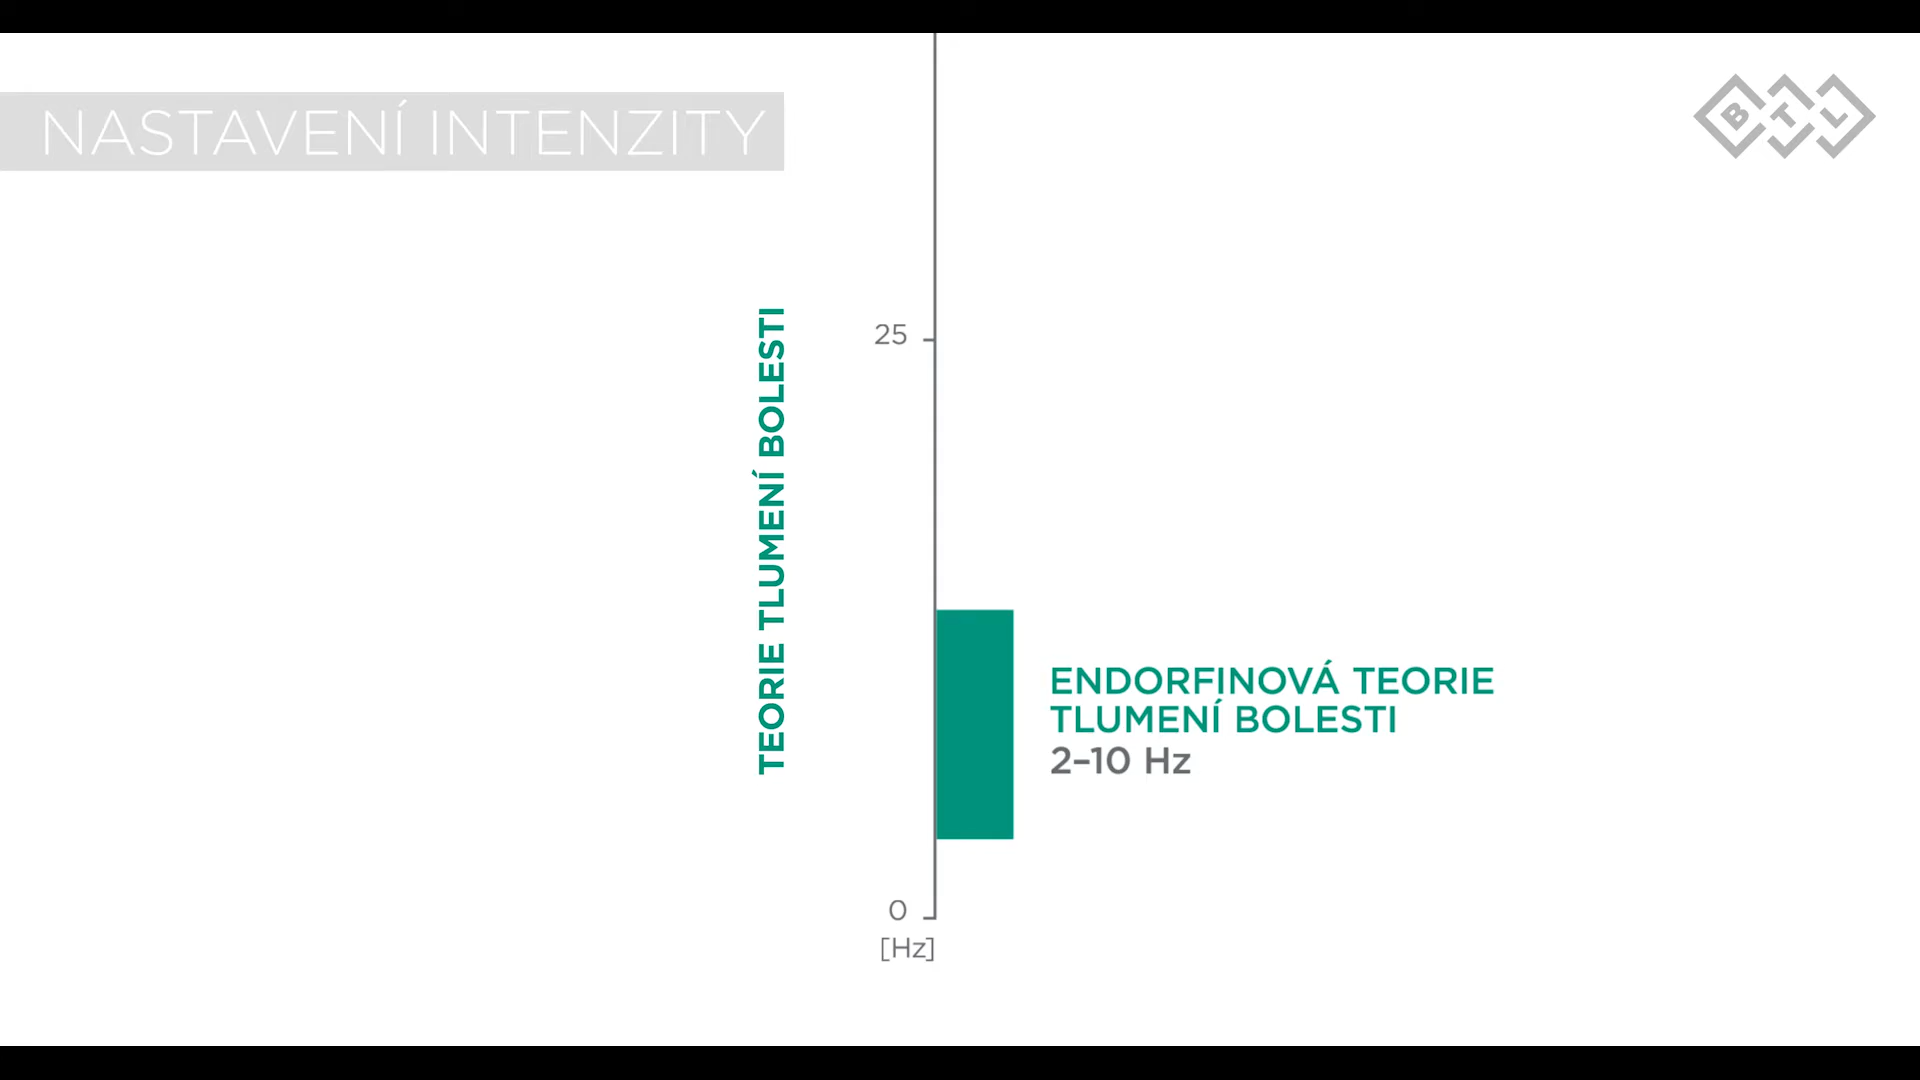 NASTAVENÍ INTENZITY
BTL
TEORIE TLUMENÍ BOLESTI
25
ENDORFINOVÁ TEORIE
TLUMENÍ BOLESTI
2–10 Hz
0
[Hz]